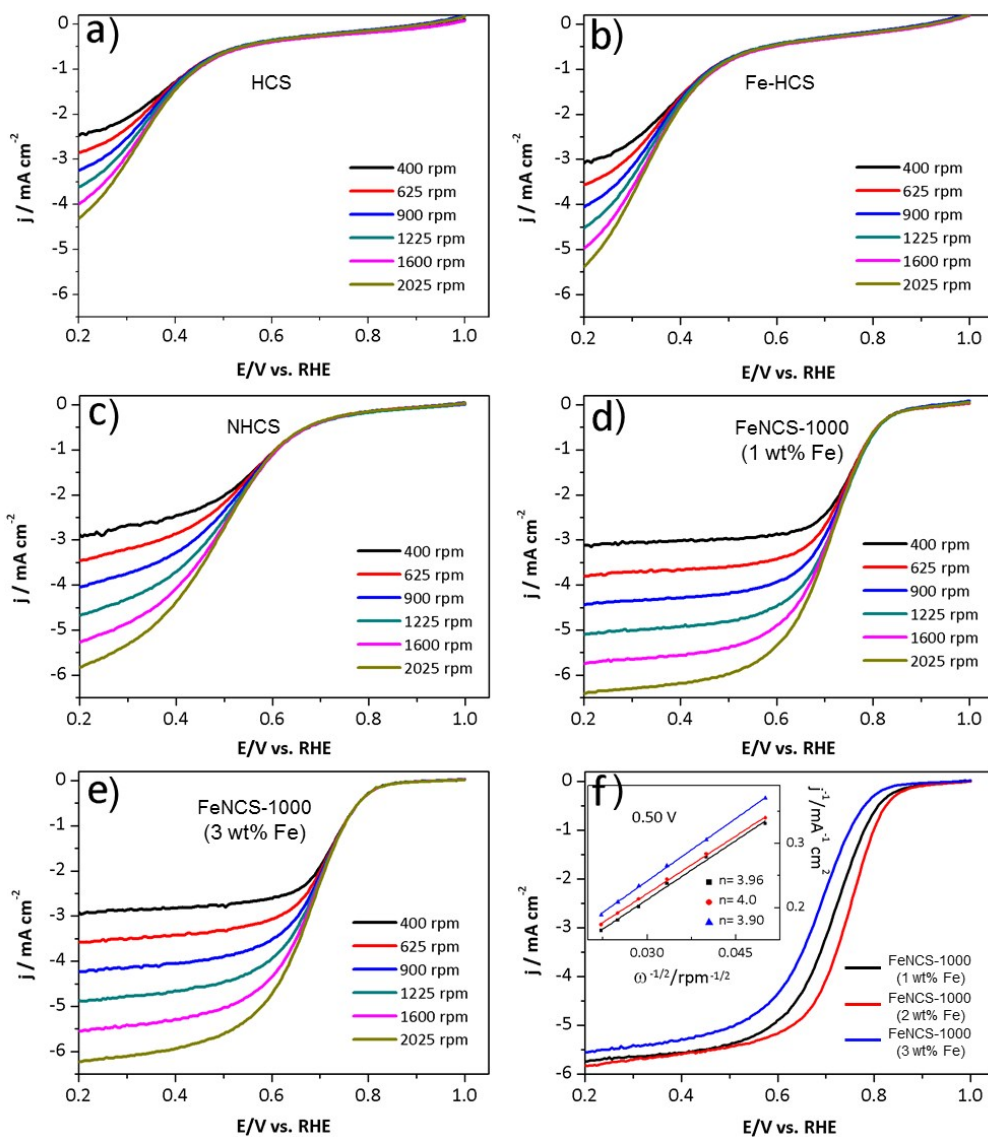 a)
HCS
0
-1
-2
-3
-4
-5
-6
j / mA cm-2
400 rpm
625 rpm
900 rpm
1225 rpm
1600 rpm
2025 rpm
0.2 0.4 0.6 0.8 1.0
E/V vs. RHE
b)
Fe-HCS
0
-1
-2
-3
-4
-5
-6
j / mA cm-2
400 rpm
625 rpm
900 rpm
1225 rpm
1600 rpm
2025 rpm
0.2 0.4 0.6 0.8 1.0
E/V vs. RHE
c)
NHCS
0
-1
-2
-3
-4
-5
-6
j / mA cm-2
400 rpm
625 rpm
900 rpm
1225 rpm
1600 rpm
2025 rpm
0.2 0.4 0.6 0.8 1.0
E/V vs. RHE
d)
FeNCS-1000
(1 wt% Fe)
0
-1
-2
-3
-4
-5
-6
j / mA cm-2
400 rpm
625 rpm
900 rpm
1225 rpm
1600 rpm
2025 rpm
0.2 0.4 0.6 0.8 1.0
E/V vs. RHE
e)
FeNCS-1000
(3 wt% Fe)
0
-1
-2
-3
-4
-5
-6
j / mA cm-2
400 rpm
625 rpm
900 rpm
1225 rpm
1600 rpm
2025 rpm
0.2 0.4 0.6 0.8 1.0
E/V vs. RHE
f)
0
-1
-2
-3
-4
-5
-6
j / mA cm-2
0.50 V
n= 3.96
n= 4.0
n= 3.90
0.3
0.2
j-1/mA-1 cm2
0.030 0.045
ω-1/2/rpm-1/2
FeNCS-1000
(1 wt% Fe)
FeNCS-1000
(2 wt% Fe)
FeNCS-1000
(3 wt% Fe)
0.2 0.4 0.6 0.8 1.0
E/V vs. RHE